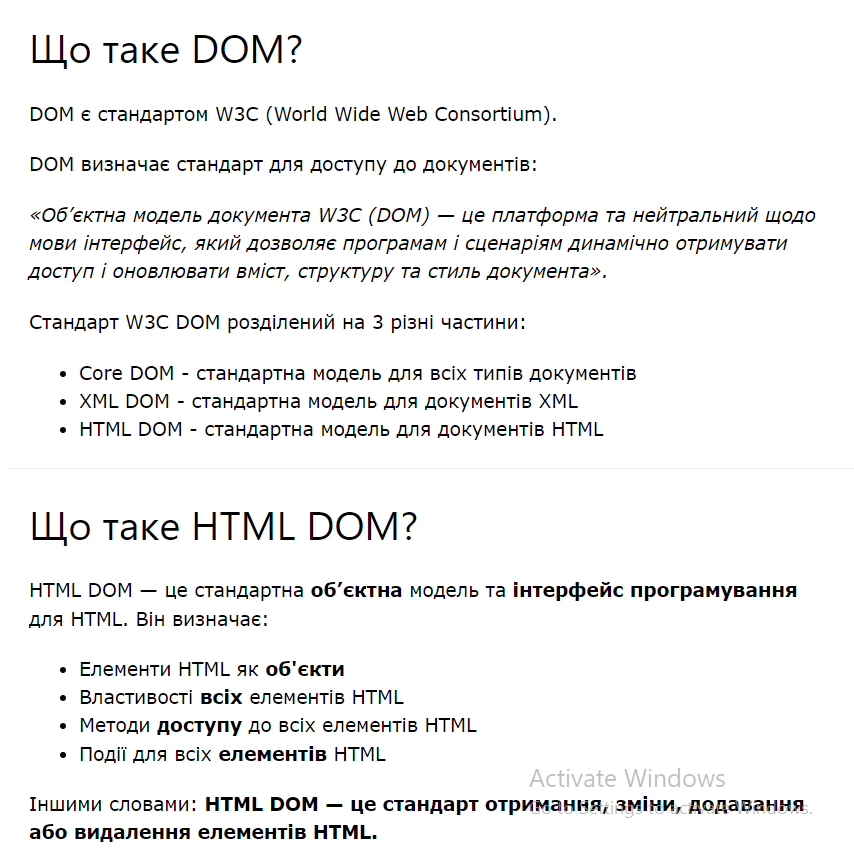 Що таке DOM?
DOM є стандартом W3C (World Wide Web Consortium).
DOM визначає стандарт для доступу до документів:
«Об’єктна модель документа W3C (DOM) — це платформа та нейтральний щодо
мови інтерфейс, який дозволяє програмам і сценаріям динамічно отримувати
доступ і оновлювати вміст, структуру та стиль документа».
Стандарт W3C DOM розділений на 3 різні частини:
• Core DOM - стандартна модель для всіх типів документів
• XML DOM - стандартна модель для документів XML
• HTML DOM - стандартна модель для документів HTML
Що таке HTML DOM?
HTML DOM — це стандартна об’єктна модель та інтерфейс програмування
для HTML. Він визначає:
• Елементи HTML як об'єкти
• Властивості всіх елементів HTML
• Методи доступу до всіх елементів HTML
• Події для всіх елементів HTML
Activate Windows
Go to Settings to activate Windows.
Іншими словами: HTML DOM — це стандарт отримання, зміни, додавання
або видалення елементів HTML.